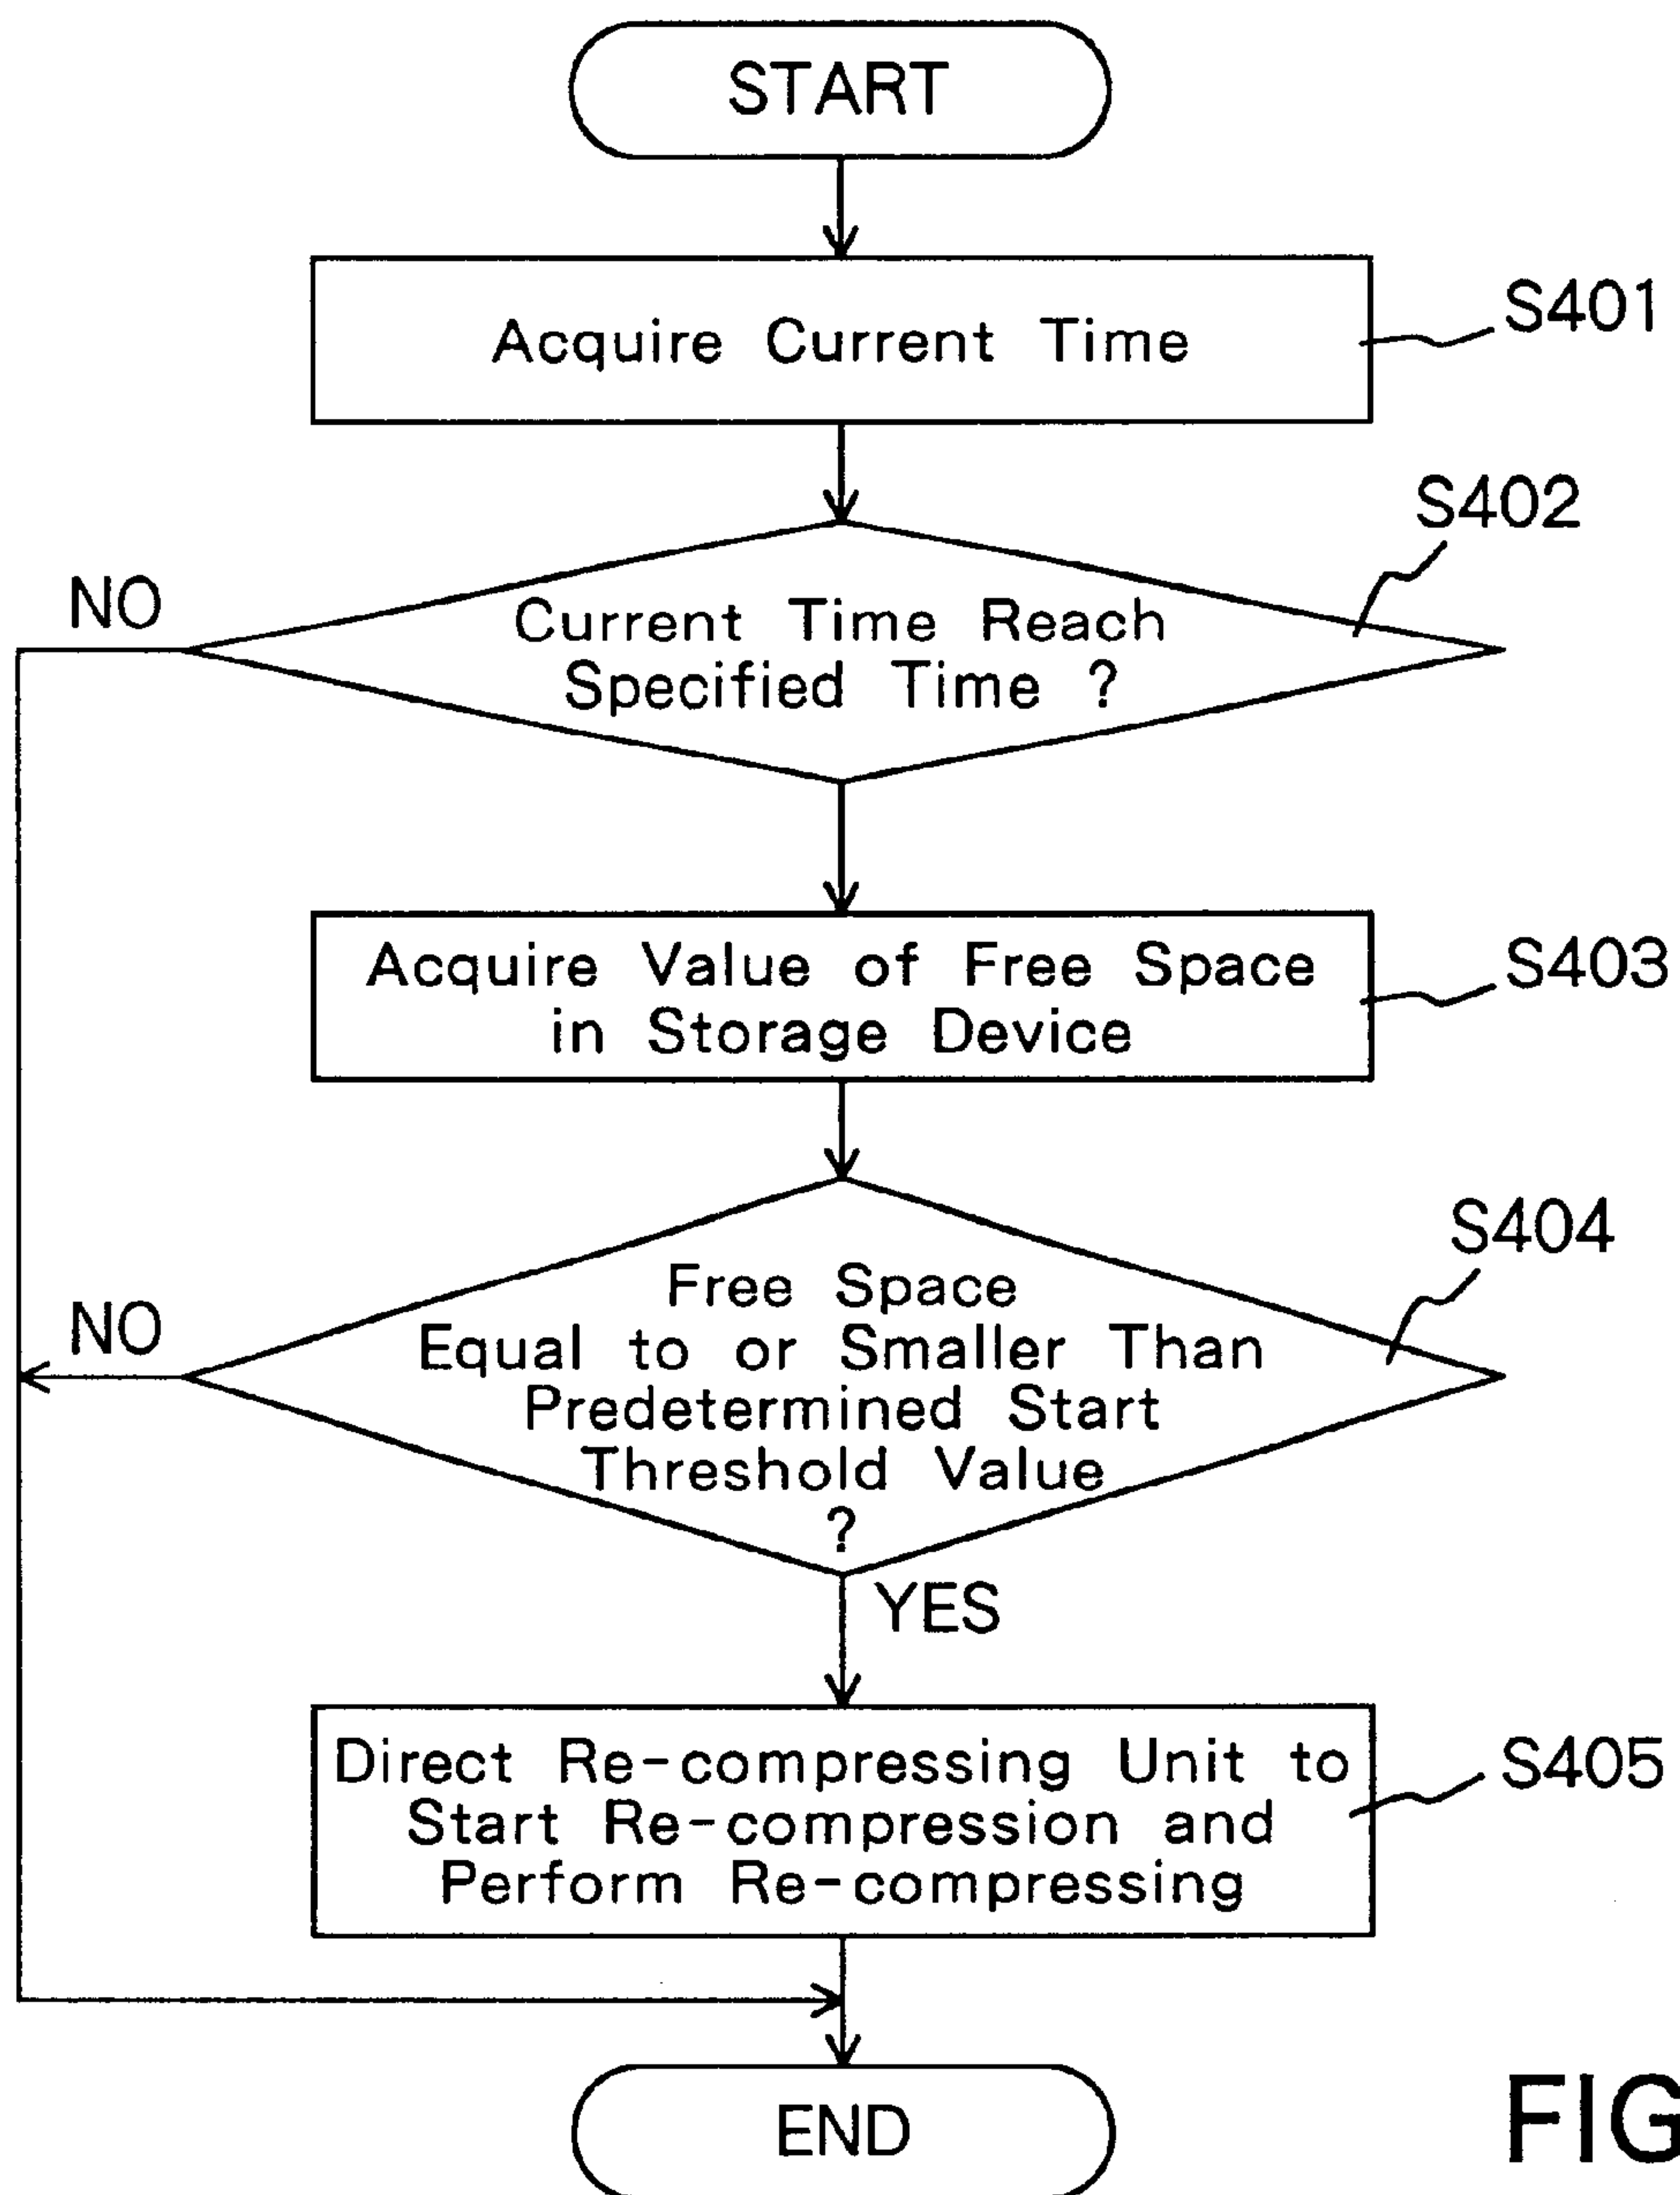 START
Acquire Current Time
S401
S402
NO
Current Time Reach
Specified Time ?
Acquire Value of Free Space
in Storage Device
S403
S404
NO
Free Space
Equal to or Smaller Than
Predetermined Start
Threshold Value
?
YES
Direct Re-compressing Unit to
Start Re-compression and
Perform Re-compressing
S405
END
FIG